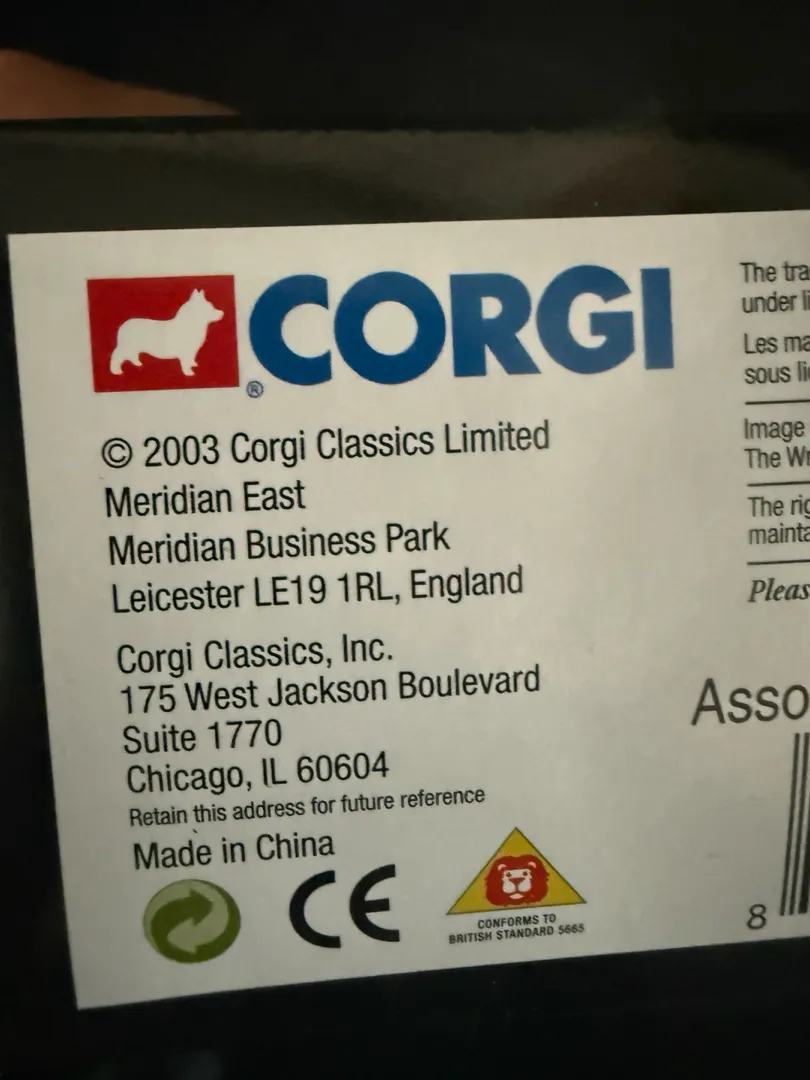 CORGI
®
© 2003 Corgi Classics Limited
Meridian East
Meridian Business Park
Leicester LE19 1RL, England
Corgi Classics, Inc.
175 West Jackson Boulevard
Suite 1770
Chicago, IL 60604
Retain this address for future reference
Made in China
CE
CONFORMS TO
BRITISH STANDARD 5665
The
under
Les
sous
Image
The
The
8